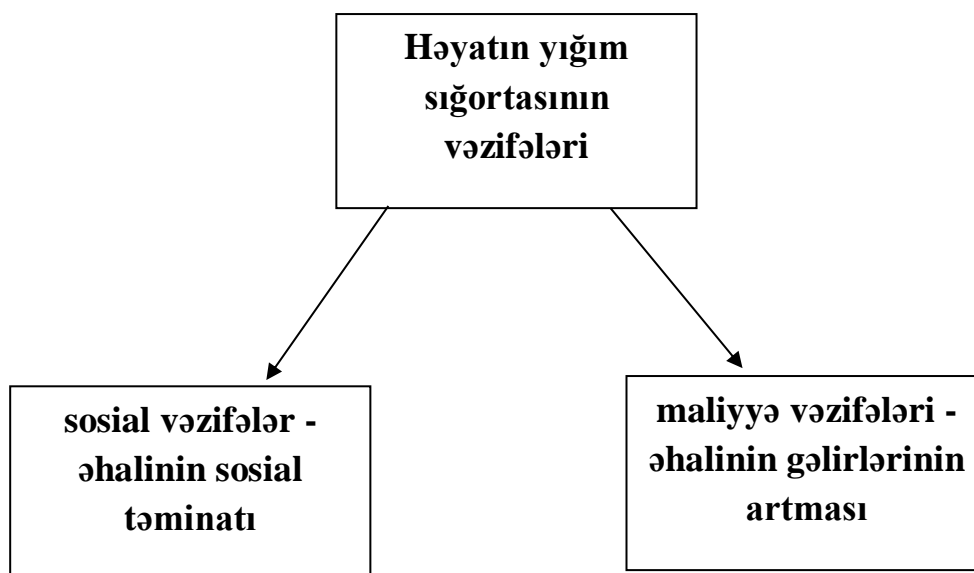 Həyatın yığım
sığortasının
vəzifələri
sosial vəzifələr -
əhalinin sosial
təminatı
maliyyə vəzifələri -
əhalinin gəlirlərinin
artması